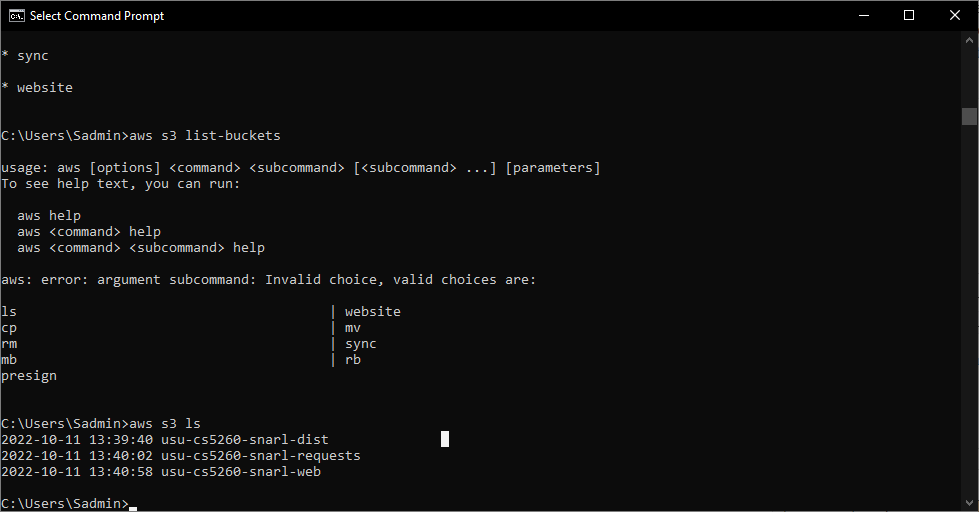 Select Command Prompt
* sync
* website
C:\Users\Sadmin>aws s3 list-buckets
usage: aws [options] <command> <subcommand> [<subcommand> ...] [parameters]
To see help text, you can run:
  aws help
  aws <command> help
  aws <command> <subcommand> help
aws: error: argument subcommand: Invalid choice, valid choices are:
ls                                       | website
cp                                       | mv
rm                                       | sync
mb                                       | rb
presign
C:\Users\Sadmin>aws s3 ls
2022-10-11 13:39:40 usu-cs5260-snarl-dist
2022-10-11 13:40:02 usu-cs5260-snarl-requests
2022-10-11 13:40:58 usu-cs5260-snarl-web
C:\Users\Sadmin>